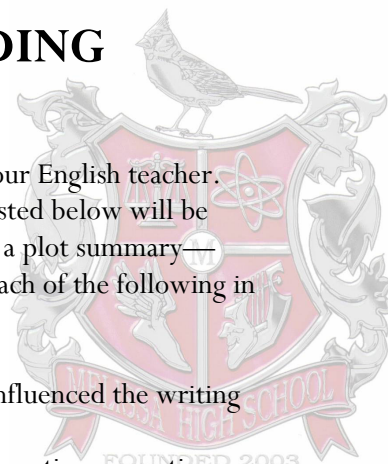 DING
our English teacher.
sted below will be
a plot summary—
ach of the following in
nfluenced the writing
M
MELISSA HIGH SCHOOL
FOUNDED 2003